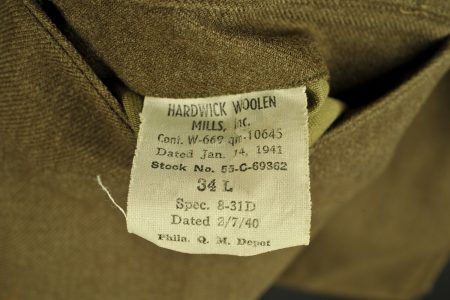 HARDWICK WOOLEN
MILLS, INC.
Cont. W-669 qm-10645
Dated Jan. 14, 1941
Stock No. 55-C-69362
34 L
Spec. 8-31D
Dated 2/7/40
Phila. Q. M. Depot